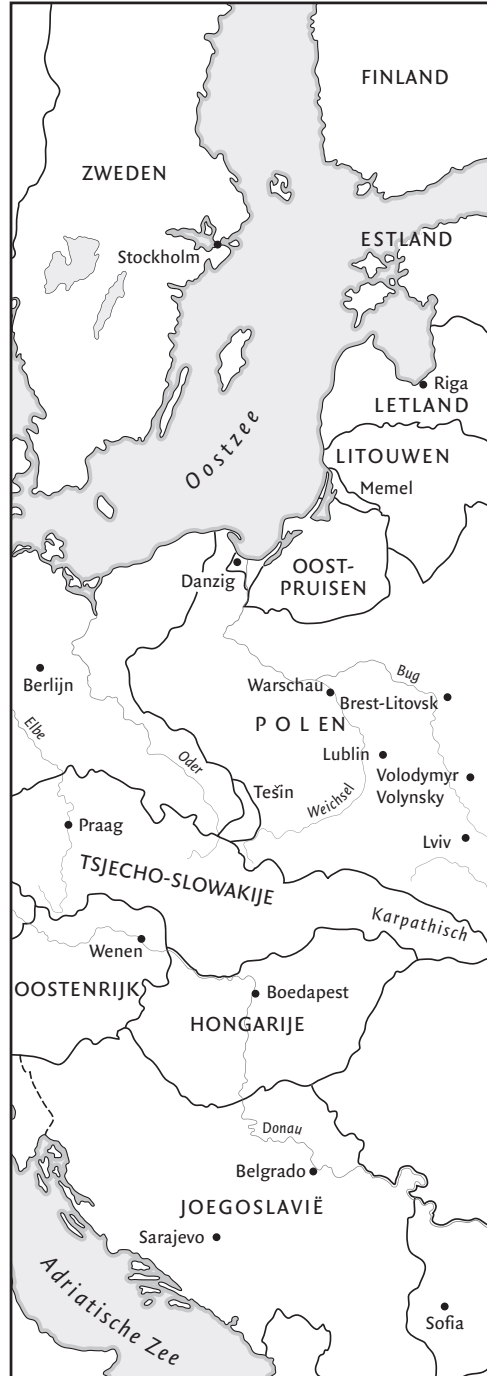 FINLAND
ZWEDEN
Stockholm
ESTLAND
Riga
LETLAND
Oostzee
LITOUWEN
Memel
OOST-
PRUISEN
Danzig
Berlijn
Warschau
Bug
Brest-Litovsk
POLEN
Elbe
Oder
Lublin
Volodymyr
Volynsky
Tešin
Weichsel
Praag
Lviv
TSJECHO-SLOWAKIJE
Karpathisch
Wenen
OOSTENRIJK
Boedapest
HONGARIJE
Donau
Belgrado
JOEGOSLAVIË
Sarajevo
Adriatische Zee
Sofia